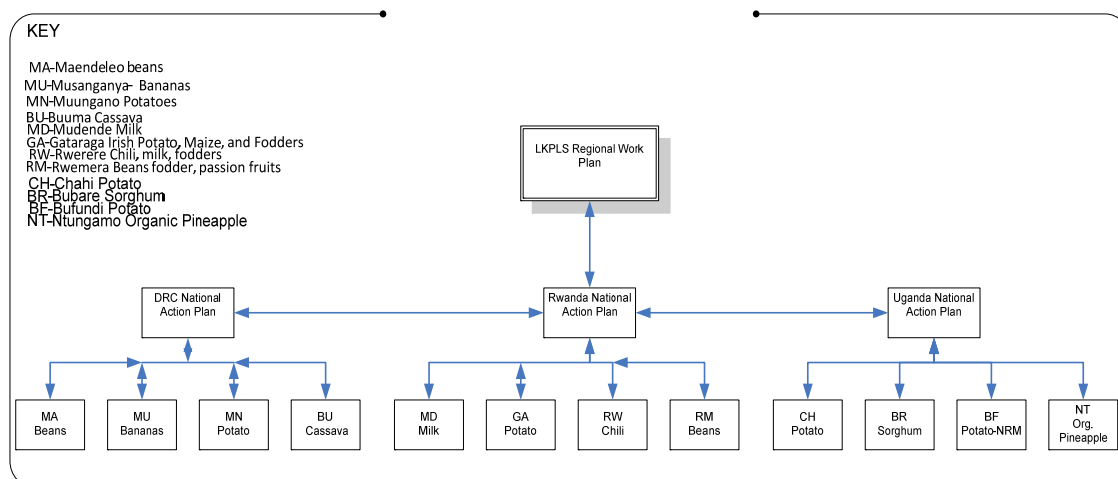 KEY
MA-Maendeleo beans
MU-Musanganya- Bananas
MN-Muungano Potatoes
BU-Buuma Cassava
MD-Mudende Milk
GA-Gataraga Irish Potato, Maize, and Fodders
RW-Rwerere Chili, milk, fodders
RM-Rwemera Beans fodder, passion fruits
CH-Chahi Potato
BR-Bubare Sorghum
BF-Bufundi Potato
NT-Ntungamo Organic Pineapple
LKPLS Regional Work
Plan
DRC National
Action Plan
Rwanda National
Action Plan
Uganda National
Action Plan
MA
Beans
MU
Bananas
MN
Potato
BU
Cassava
MD
Milk
GA
Potato
RW
Chili
RM
Beans
CH
Potato
BR
Sorghum
BF
Potato-NRM
NT
Org.
Pineapple